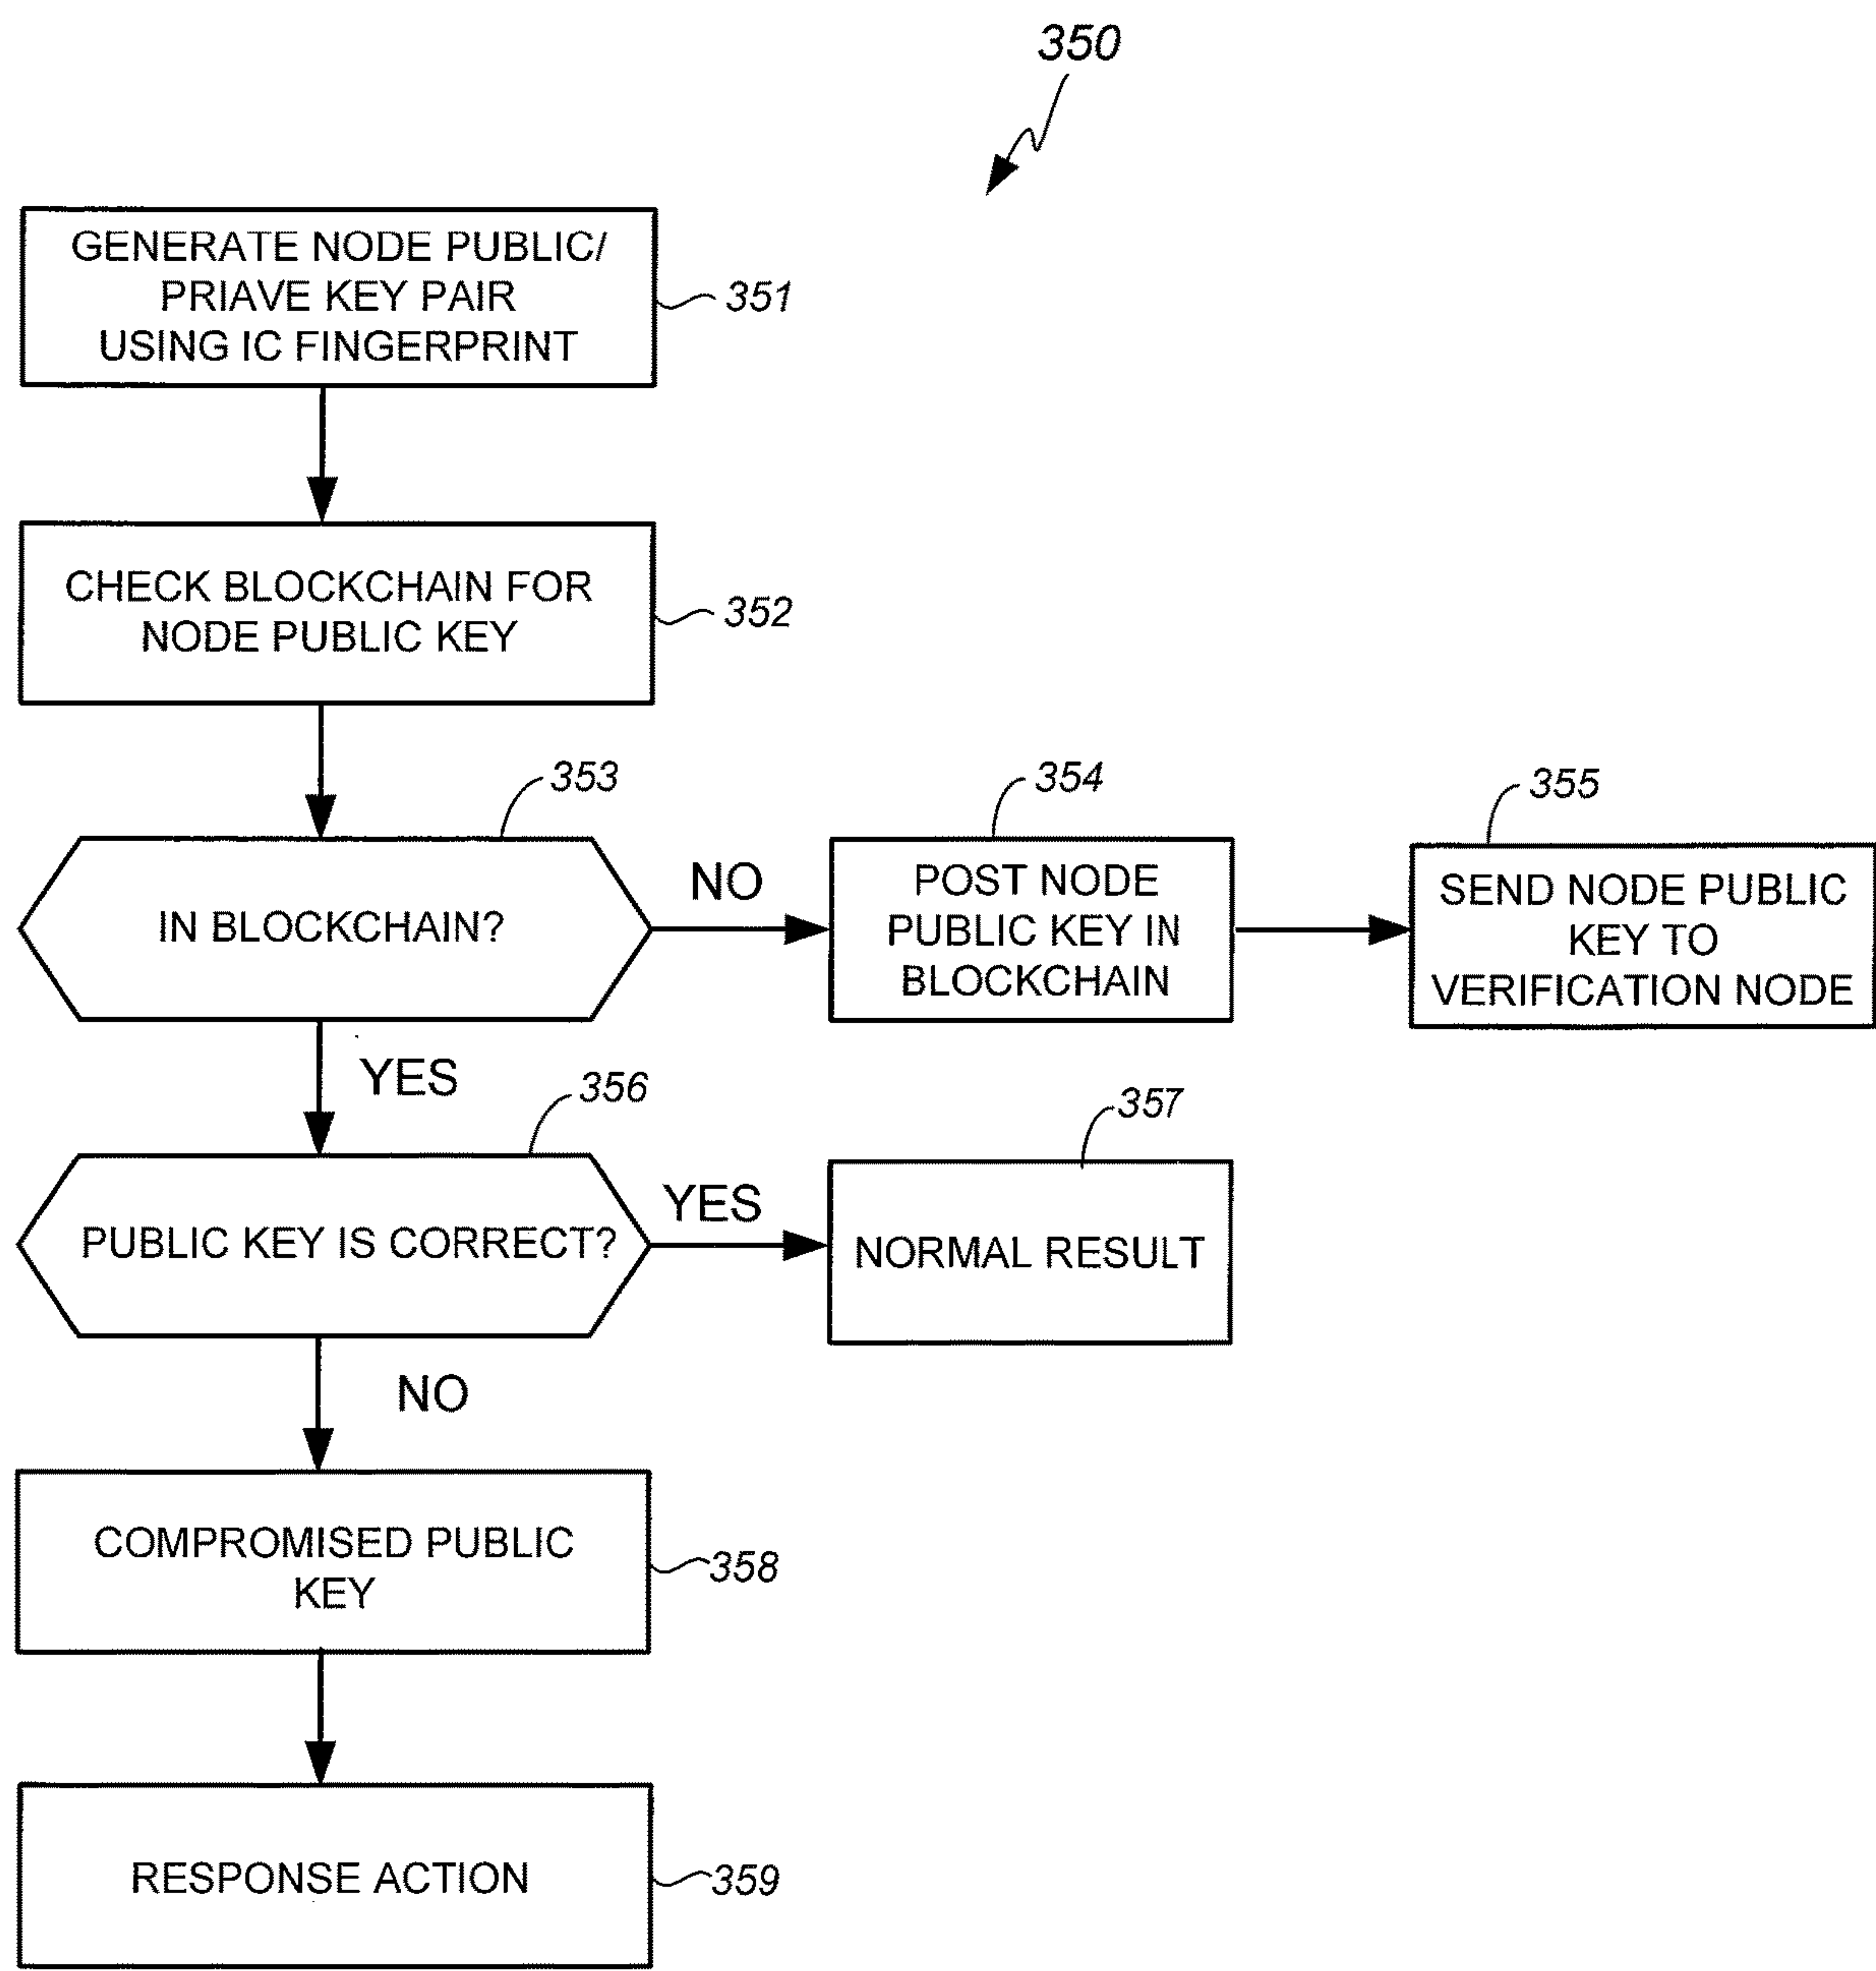 350
GENERATE NODE PUBLIC/
PRIAVE KEY PAIR
USING IC FINGERPRINT
351
CHECK BLOCKCHAIN FOR
NODE PUBLIC KEY
352
353
IN BLOCKCHAIN?
NO
354
POST NODE
PUBLIC KEY IN
BLOCKCHAIN
355
SEND NODE PUBLIC
KEY TO
VERIFICATION NODE
YES
356
PUBLIC KEY IS CORRECT?
YES
357
NORMAL RESULT
NO
COMPROMISED PUBLIC
KEY
358
RESPONSE ACTION
359